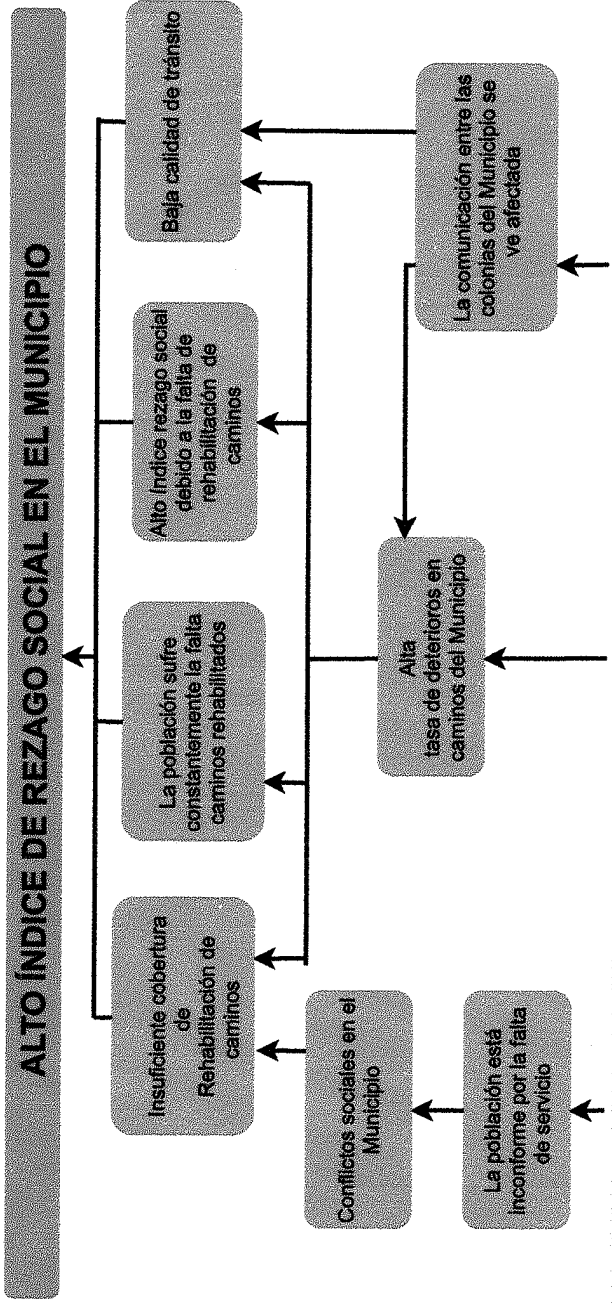 ALTO ÍNDICE DE REZAGO SOCIAL EN EL MUNICIPIO
Insuficiente cobertura
de
Rehabilitación de
caminos
La población sufre
constantemente la falta
caminos rehabilitados
Alto índice rezago social
debido a la falta de
rehabilitación de
caminos
Baja calidad de tránsito
Conflictos sociales en el
Municipio
Alta
tasa de deterioros en
caminos del Municipio
La comunicación entre las
colonias del Municipio se
ve afectada
La población está
inconforme por la falta
de servicio